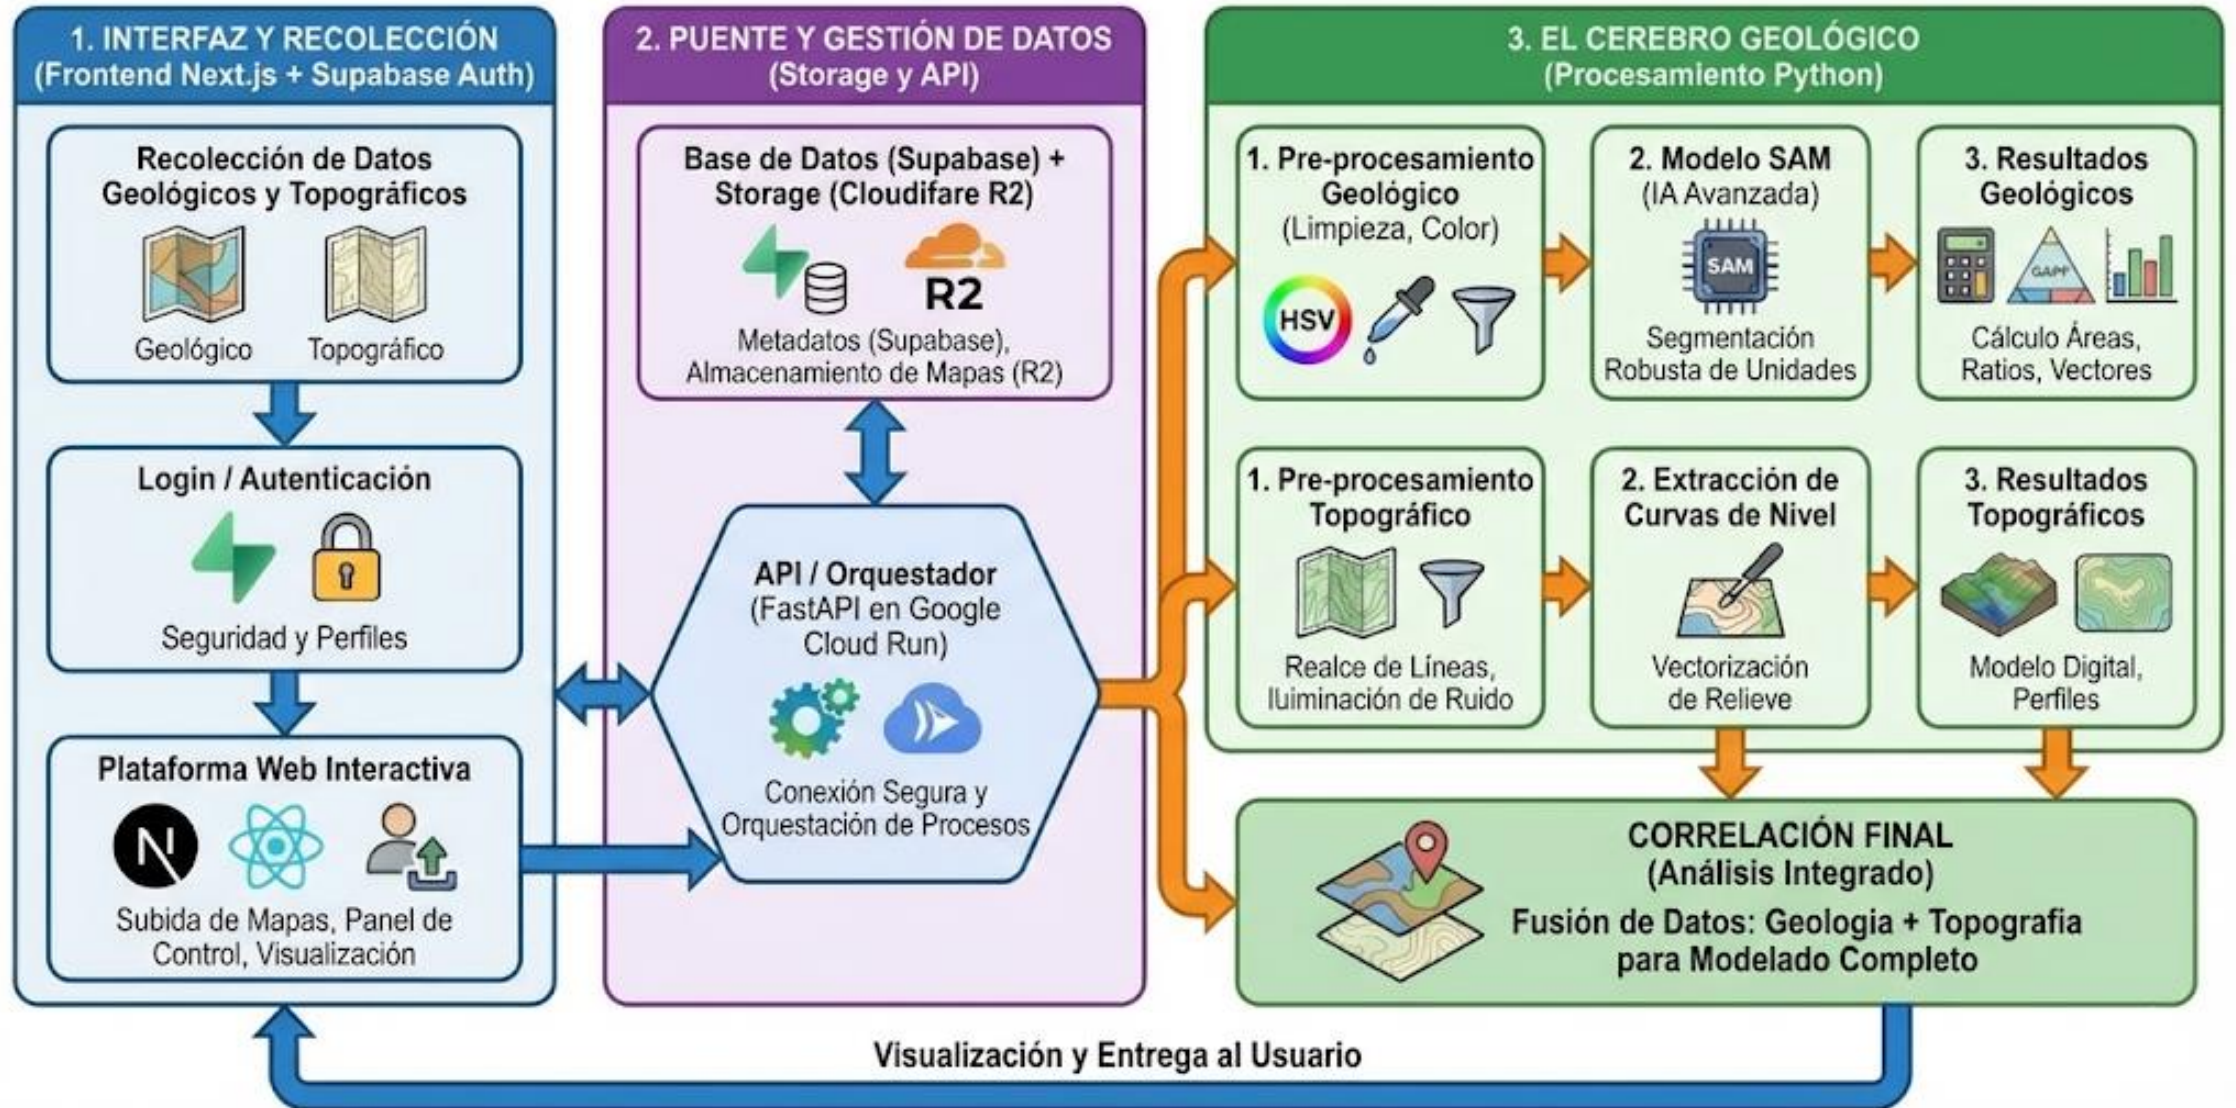 1. INTERFAZ Y RECOLECCIÓN
(Frontend Next.js + Supabase Auth)
Recolección de Datos
Geológicos y Topográficos
Geológico
Topográfico
Login / Autenticación
Seguridad y Perfiles
Plataforma Web Interactiva
N
Subida de Mapas, Panel de
Control, Visualización
2. PUENTE Y GESTIÓN DE DATOS
(Storage y API)
Base de Datos (Supabase) +
Storage (Cloudifare R2)
R2
Metadatos (Supabase),
Almacenamiento de Mapas (R2)
API / Orquestador
(FastAPI en Google
Cloud Run)
Conexión Segura y
Orquestación de Procesos
3. EL CEREBRO GEOLÓGICO
(Procesamiento Python)
1. Pre-procesamiento
Geológico
(Limpieza, Color)
HSV
2. Modelo SAM
(IA Avanzada)
SAM
Segmentación
Robusta de Unidades
3. Resultados
Geológicos
Cálculo Áreas,
Ratios, Vectores
1. Pre-procesamiento
Topográfico
Realce de Líneas,
Iluiminación de Ruido
2. Extracción de
Curvas de Nivel
Vectorización
de Relieve
3. Resultados
Topográficos
Modelo Digital,
Perfiles
CORRELACIÓN FINAL
(Análisis Integrado)
Fusión de Datos: Geologia + Topografia
para Modelado Completo
Visualización y Entrega al Usuario